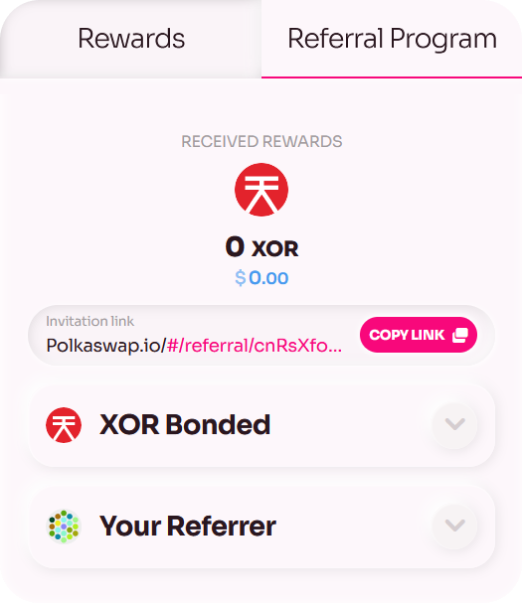 Rewards
Referral Program
RECEIVED REWARDS
0 XOR
$0.00
Invitation link
Polkaswap.io/#/referral/cnRsXfo...
COPY LINK
XOR Bonded
Your Referrer